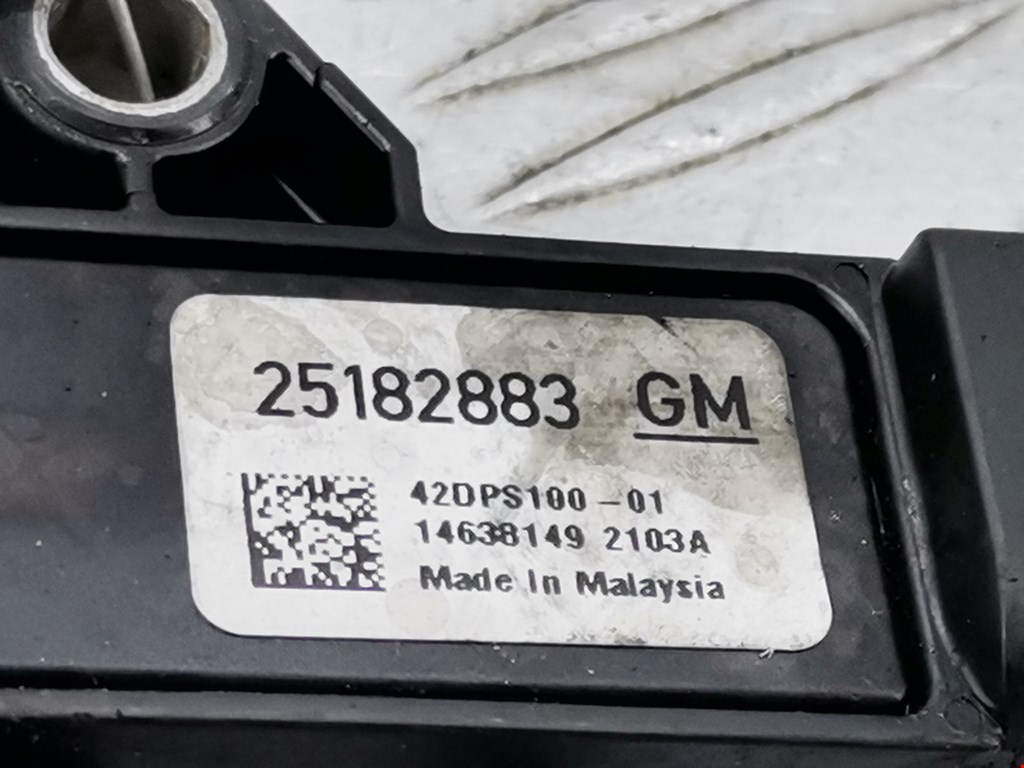 25182883 GM
42DPS100-01
14638149 2103A
Made In Malaysia